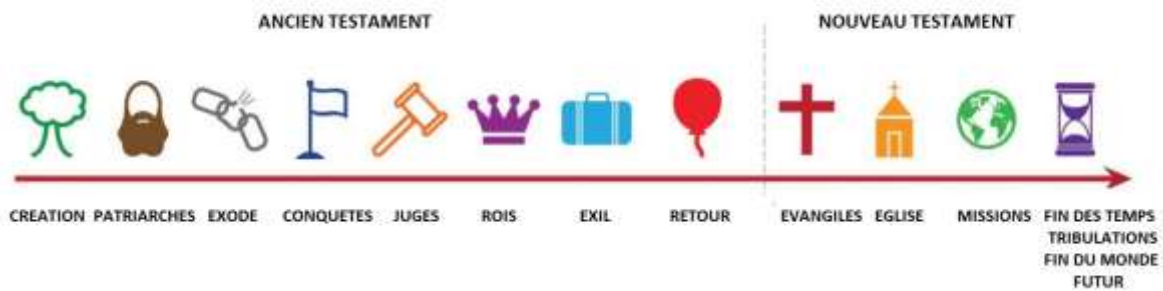 ANCIEN TESTAMENT NOUVEAU TESTAMENT
CREATION PATRIARCHES EXODE CONQUETES JUGES ROIS EXIL RETOUR EVANGILES EGLISE MISSIONS FIN DES TEMPS
TRIBULATIONS
FIN DU MONDE
FUTUR